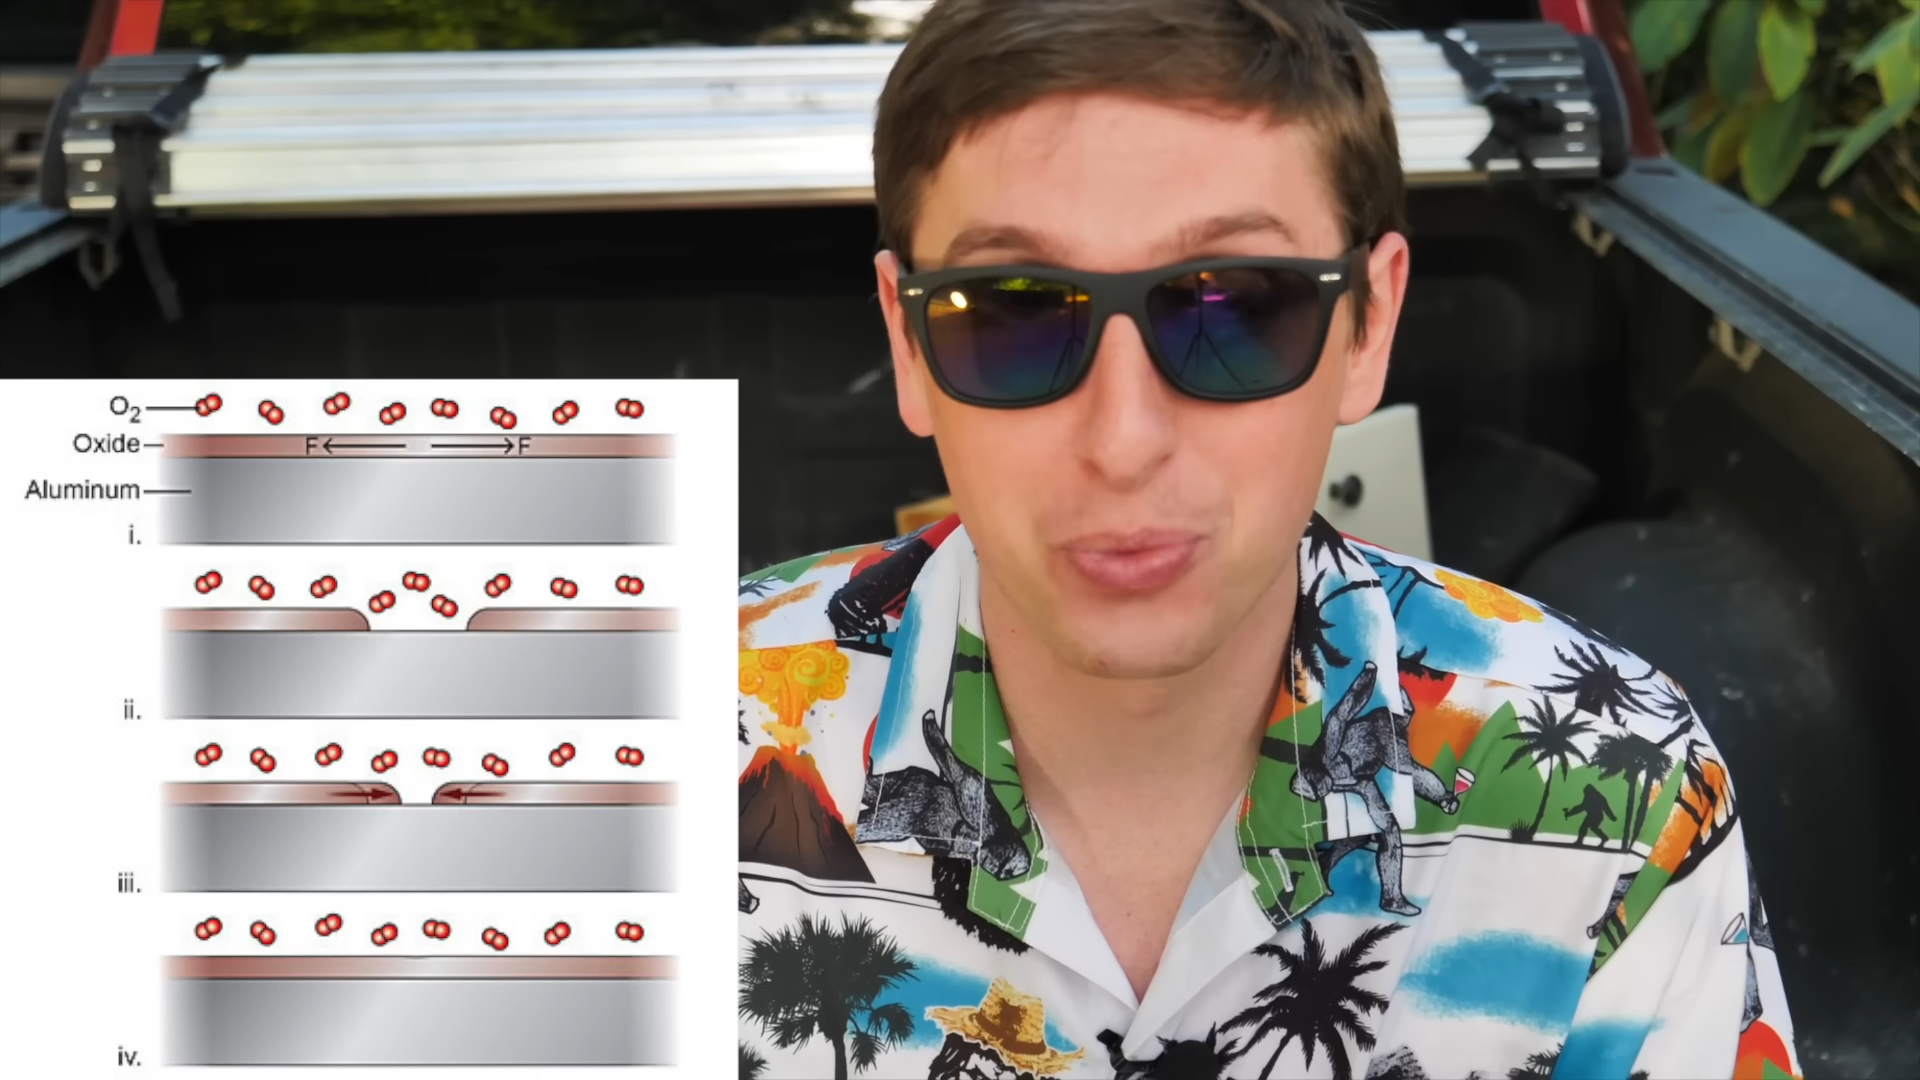 O₂
Oxide
F F
Aluminum
i.
ii.
iii.
iv.